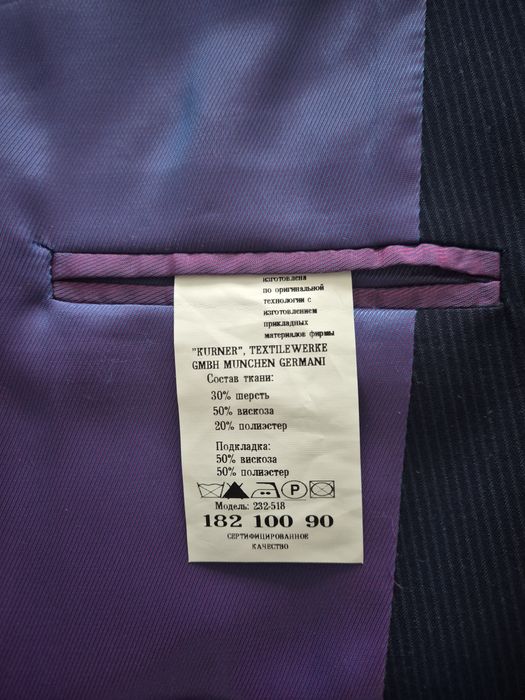 изготовлена
по оригинальной
технологии с
изготовлением
прикладных
материалов фирмы
"KURNER", TEXTILEWERKE
GMBH MUNCHEN GERMANI
Состав ткани:
30% шерсть
50% вискоза
20% полиэстер
Подкладка:
50% вискоза
50% полиэстер
P
Модель: 232-518
182 100 90
СЕРТИФИЦИРОВАННОЕ
КАЧЕСТВО